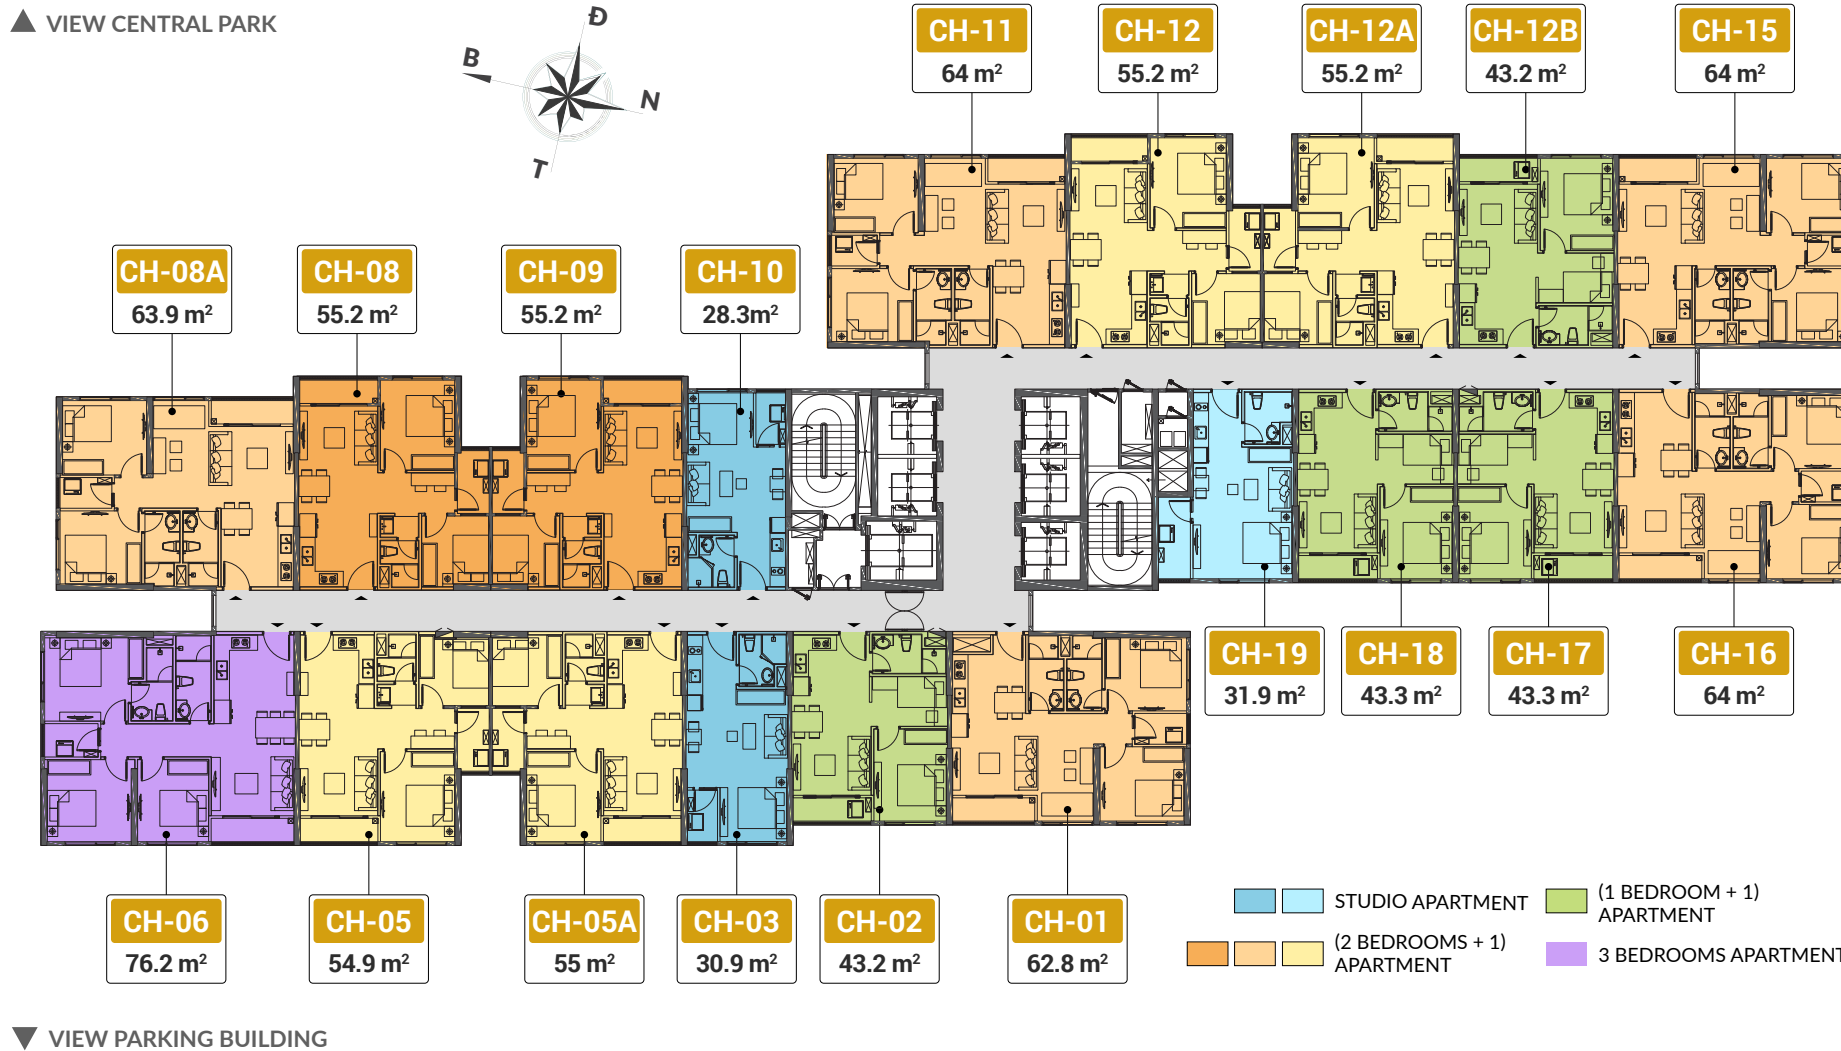 VIEW CENTRAL PARK
Đ
B
N
T
CH-11
64 m²
CH-12
55.2 m²
CH-12A
55.2 m²
CH-12B
43.2 m²
CH-15
64 m²
CH-08A
63.9 m²
CH-08
55.2 m²
CH-09
55.2 m²
CH-10
28.3m²
CH-19
31.9 m²
CH-18
43.3 m²
CH-17
43.3 m²
CH-16
64 m²
CH-06
76.2 m²
CH-05
54.9 m²
CH-05A
55 m²
CH-03
30.9 m²
CH-02
43.2 m²
CH-01
62.8 m²
STUDIO APARTMENT
(1 BEDROOM + 1)
APARTMENT
(2 BEDROOMS + 1)
APARTMENT
3 BEDROOMS APARTMENT
VIEW PARKING BUILDING